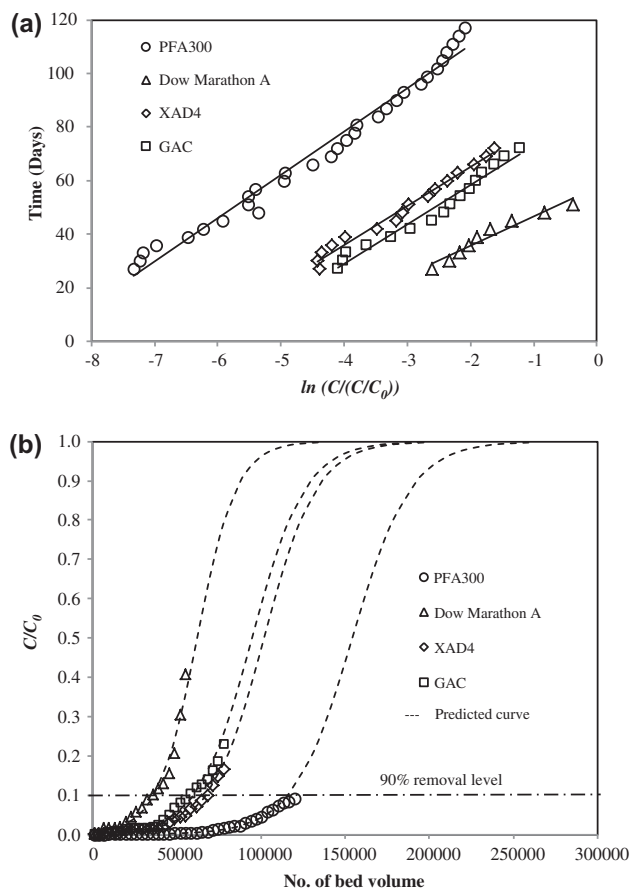 (a)
120
100
80
60
40
20
0
Time (Days)
PFA300
Dow Marathon A
XAD4
GAC
-8 -7 -6 -5 -4 -3 -2 -1 0
ln (C/(C/C₀))
(b)
1.0
0.9
0.8
0.7
0.6
0.5
0.4
0.3
0.2
0.1
0.0
C/C₀
PFA300
Dow Marathon A
XAD4
GAC
Predicted curve
90% removal level
0 50000 100000 150000 200000 250000 300000
No. of bed volume